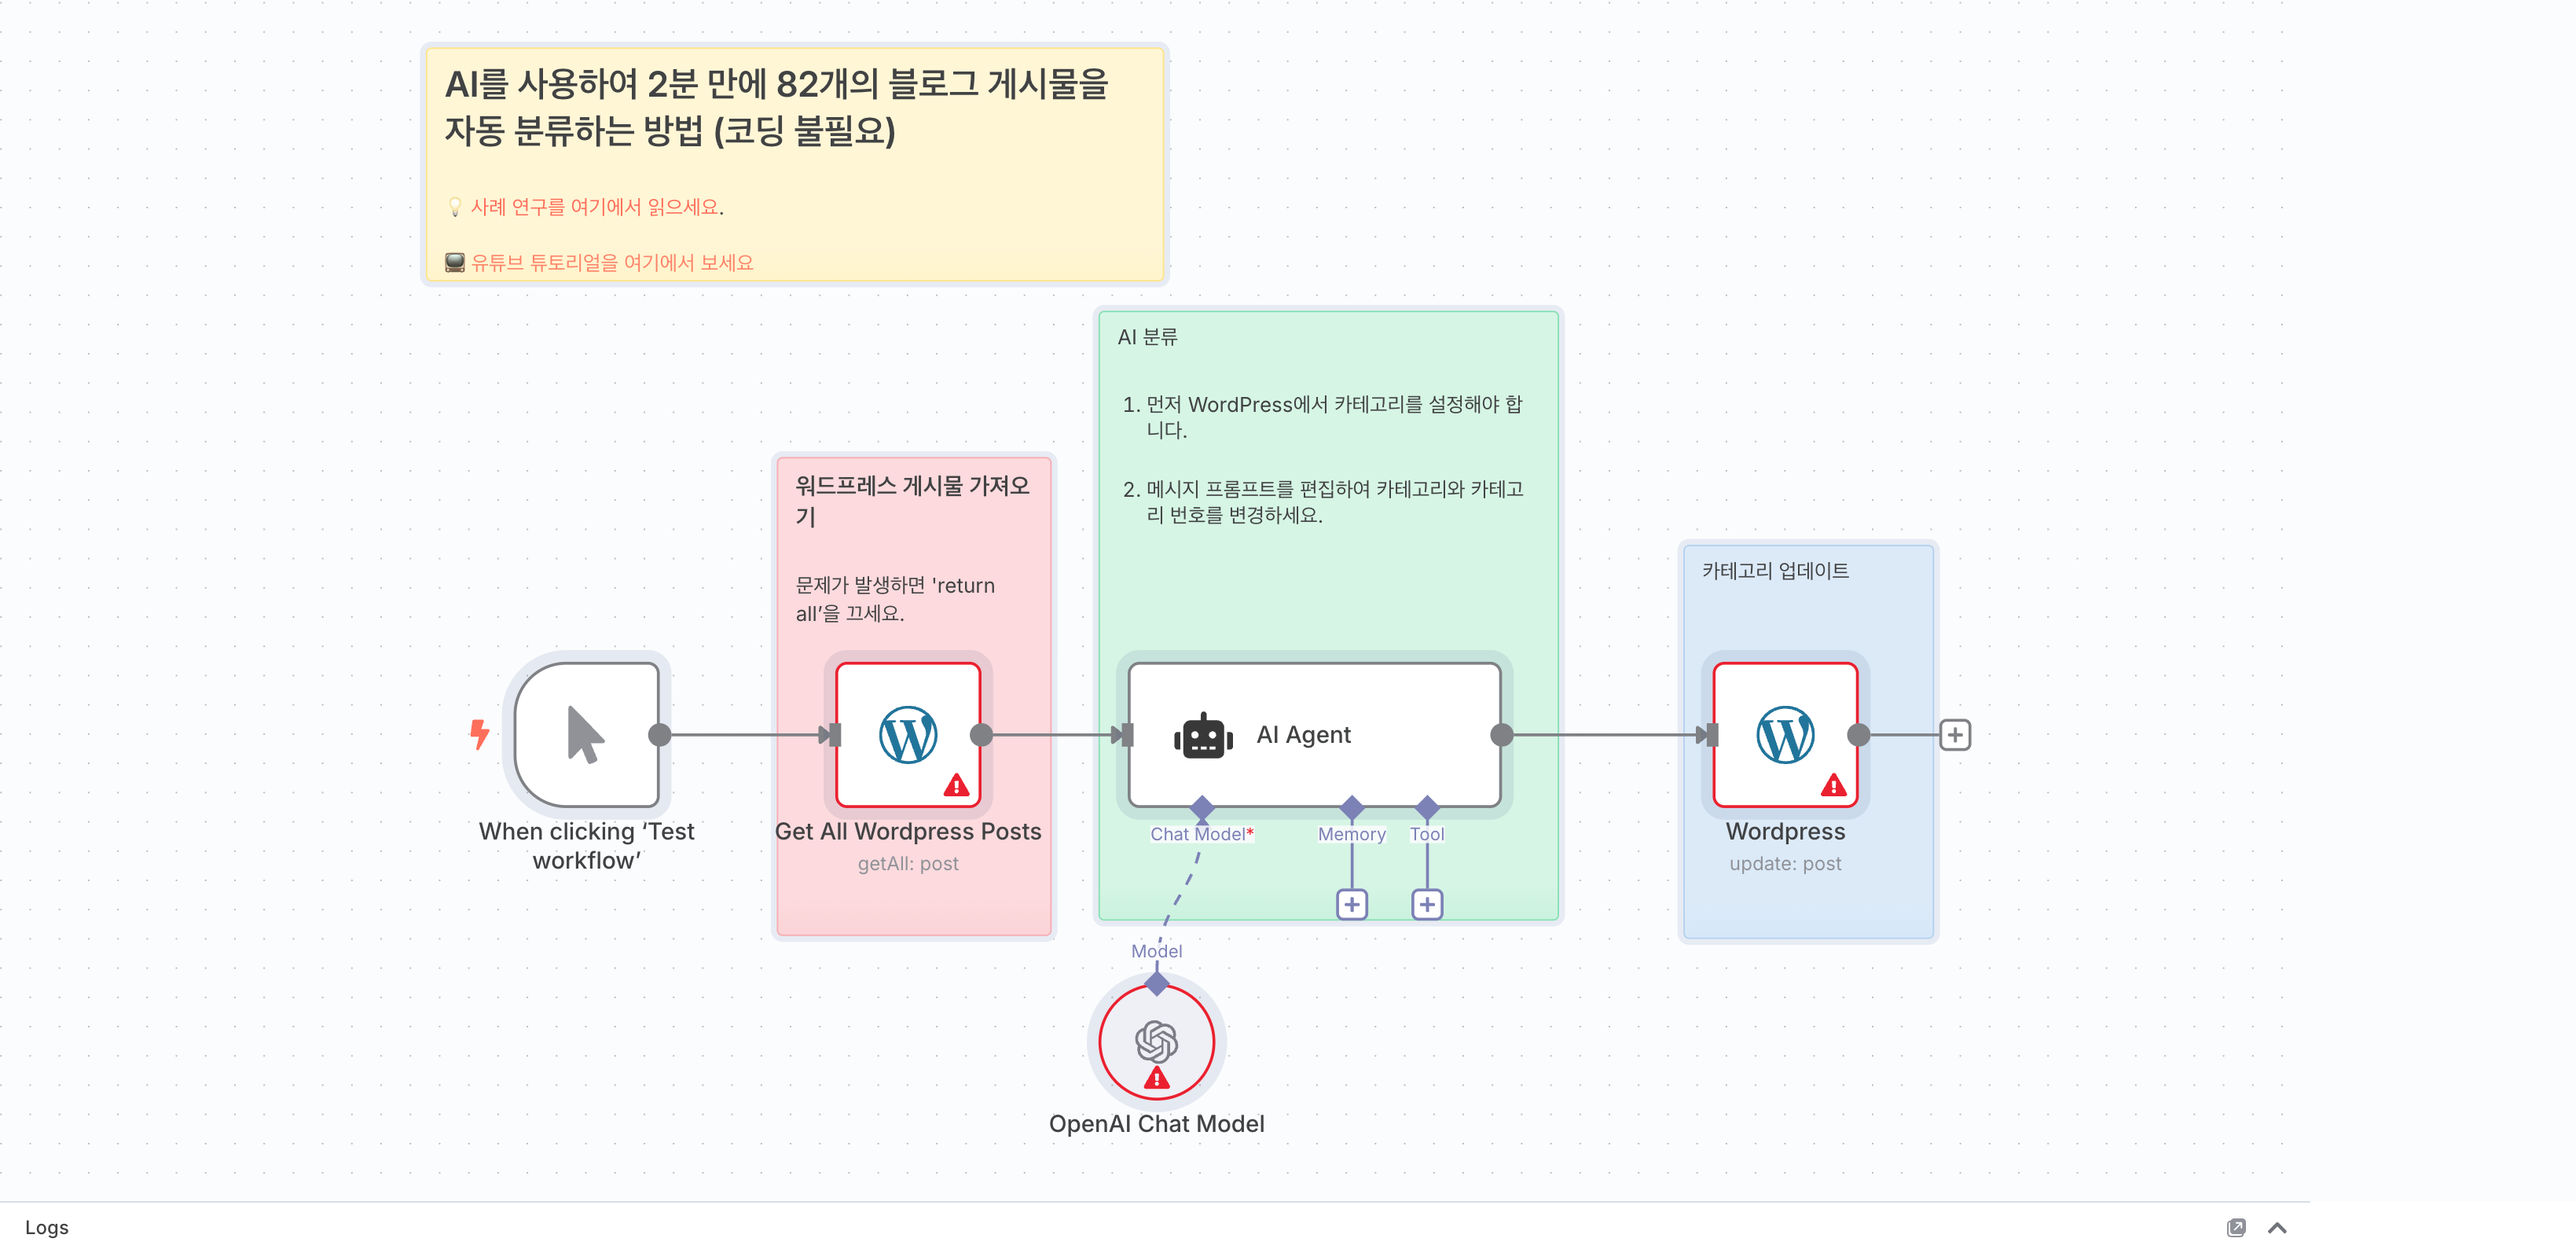 AI를 사용하여 2분 만에 82개의 블로그 게시물을
자동 분류하는 방법 (코딩 불필요)
💡 사례 연구를 여기에서 읽으세요.
📺 유튜브 튜토리얼을 여기에서 보세요
AI 분류
1. 먼저 WordPress에서 카테고리를 설정해야 합
니다.
2. 메시지 프롬프트를 편집하여 카테고리와 카테고
리 번호를 변경하세요.
워드프레스 게시물 가져오
기
문제가 발생하면 'return
all'을 끄세요.
카테고리 업데이트
When clicking ‘Test
workflow’
Get All Wordpress Posts
getAll: post
AI Agent
Chat Model*
Memory
Tool
Wordpress
update: post
Model
OpenAI Chat Model
Logs